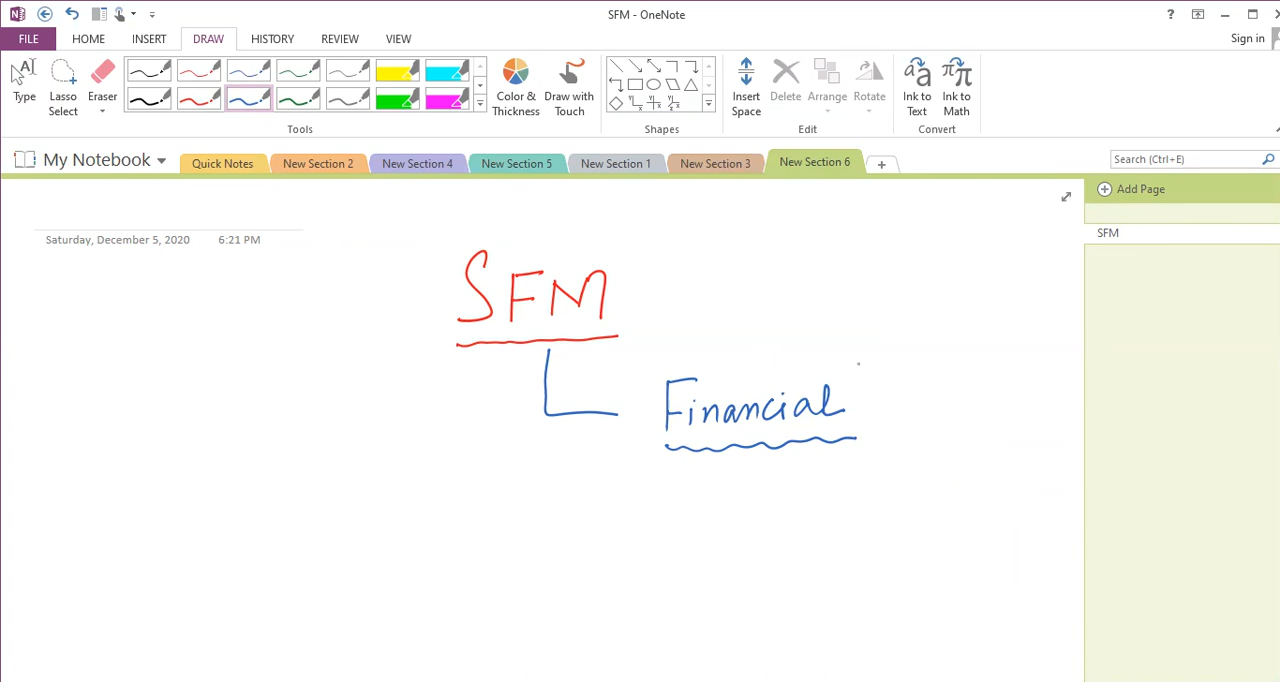 SFM - OneNote
?
FILE HOME INSERT DRAW HISTORY REVIEW VIEW
Sign in
Type
Lasso Select
Eraser
Color & Thickness
Draw with Touch
Insert Space
Delete
Arrange
Rotate
Ink to Text
Ink to Math
Tools
Shapes
Edit
Convert
My Notebook
Quick Notes New Section 2 New Section 4 New Section 5 New Section 1 New Section 3 New Section 6 +
Search (Ctrl+E)
Add Page
SFM
Saturday, December 5, 2020 6:21 PM
SFM
Financial